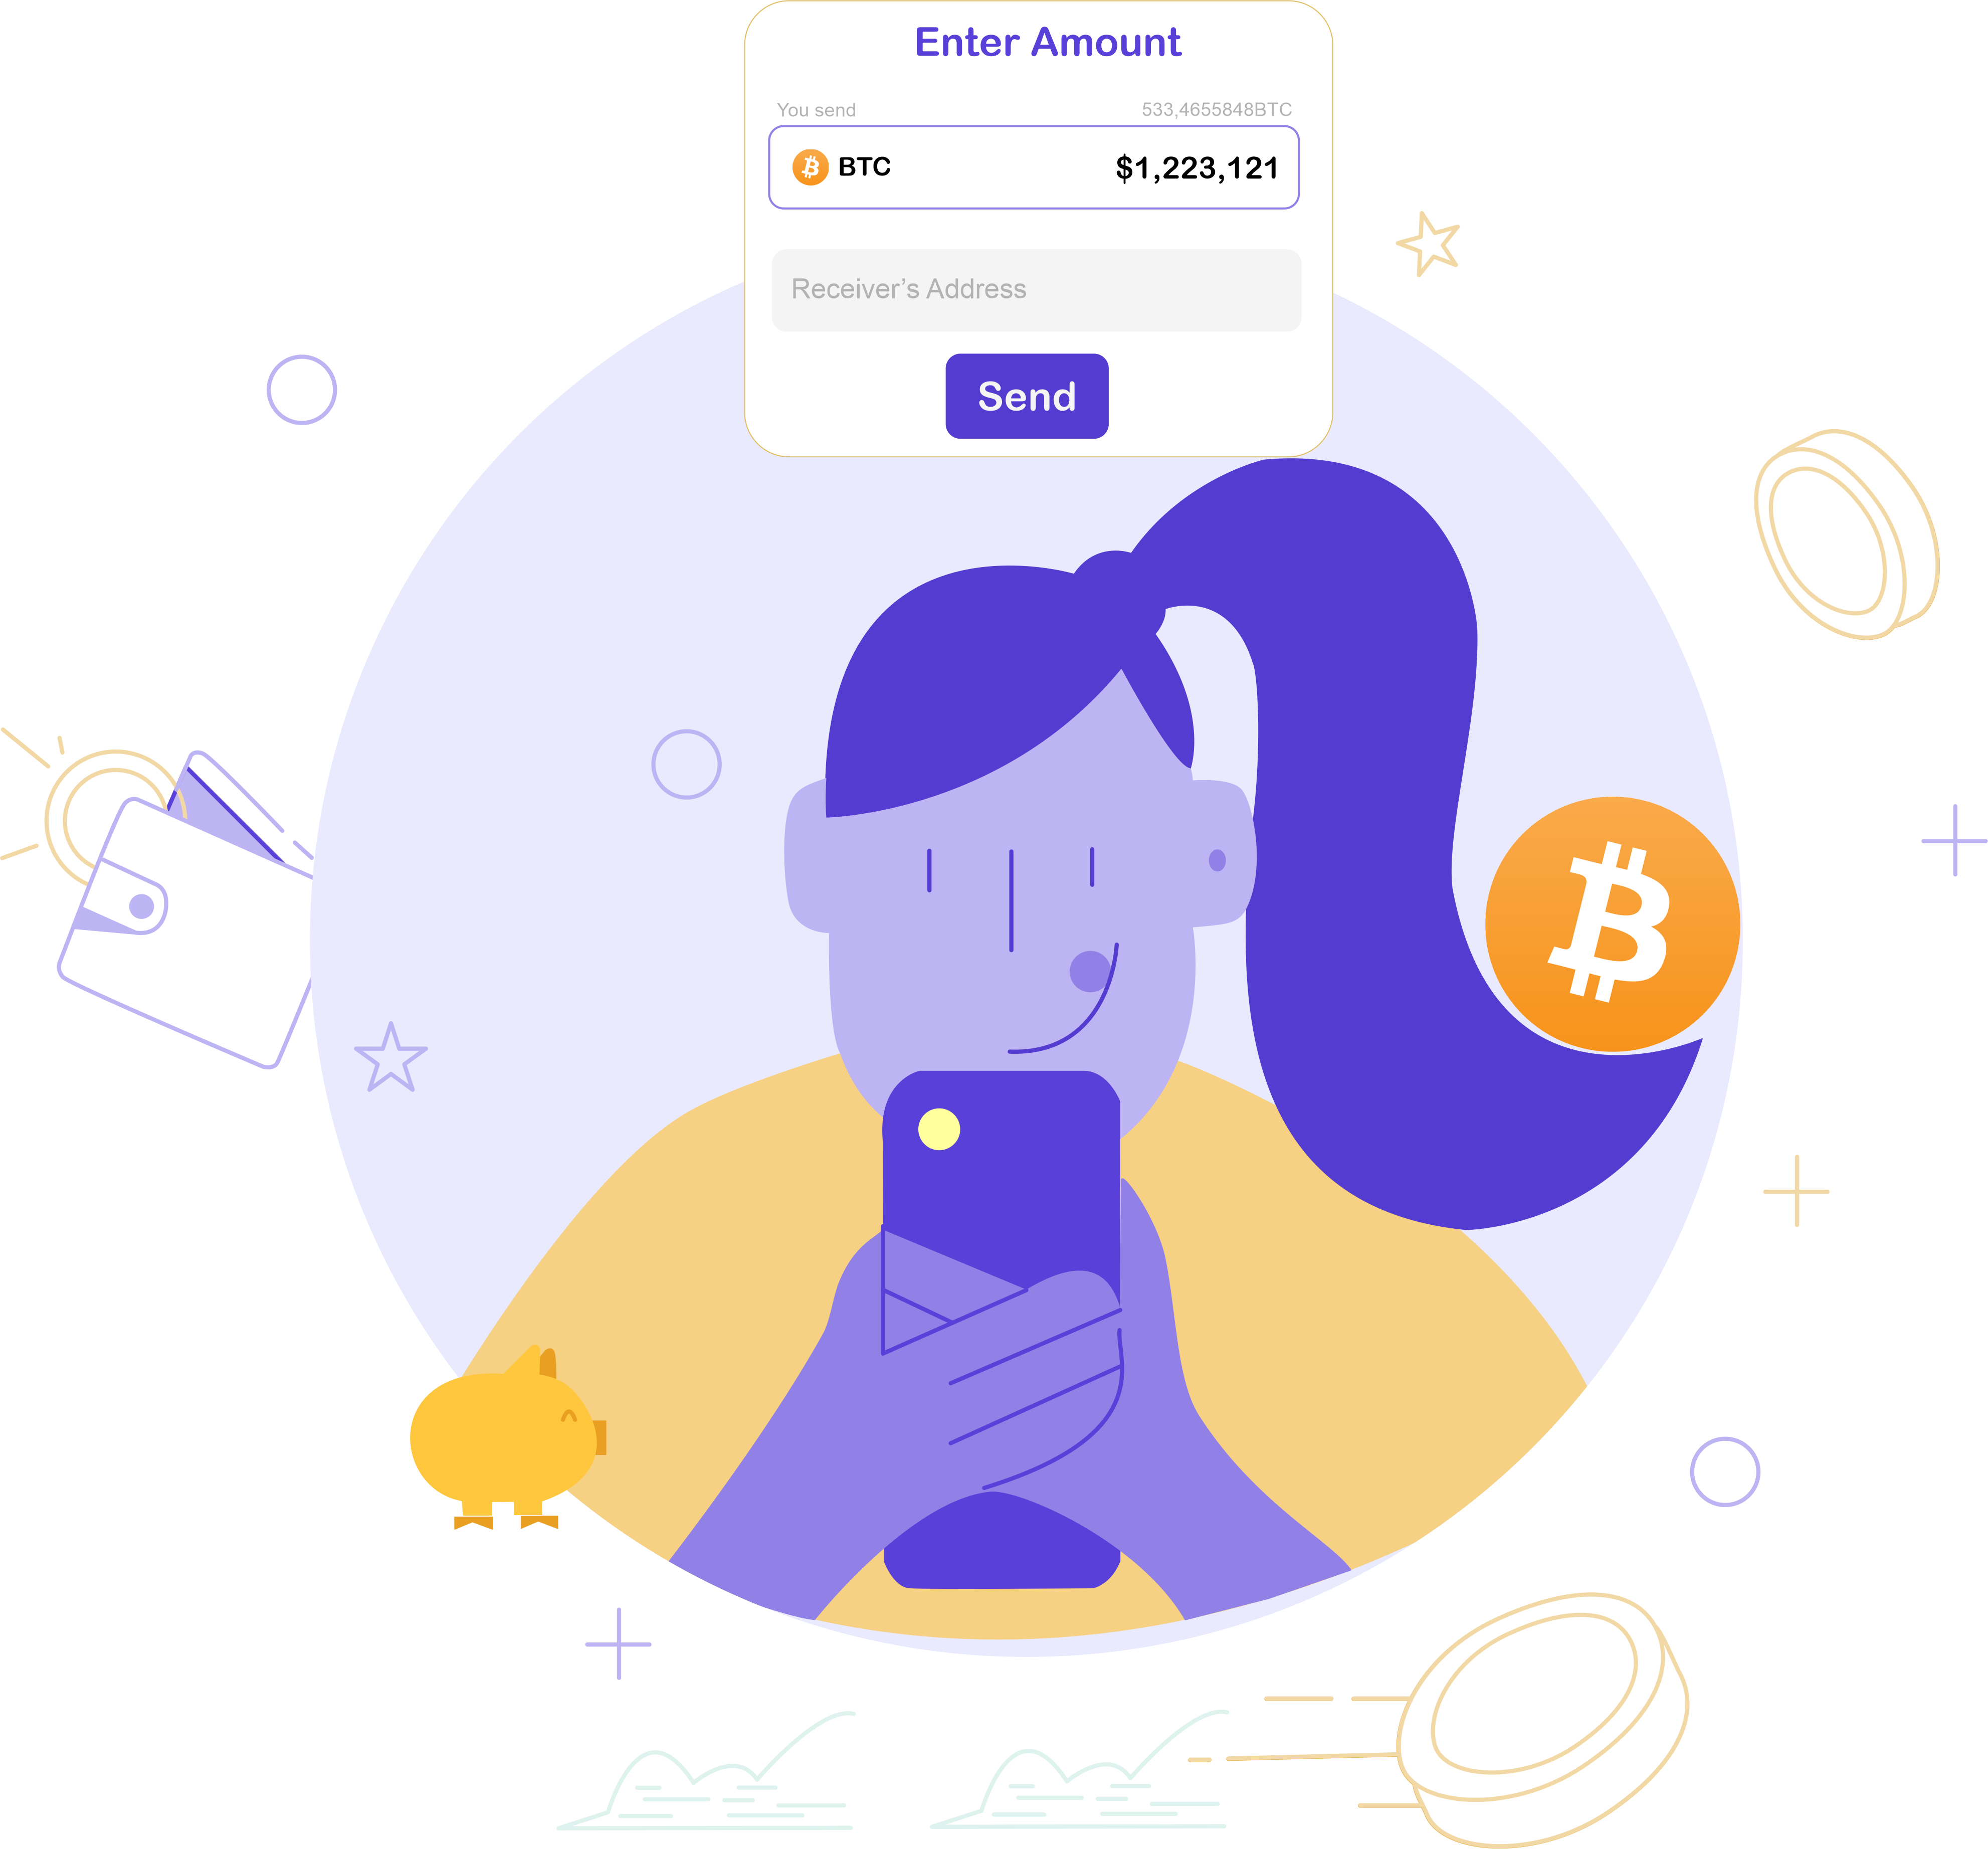 Enter Amount
You send 533,4655848BTC
BTC $1,223,121
Receiver’s Address
Send